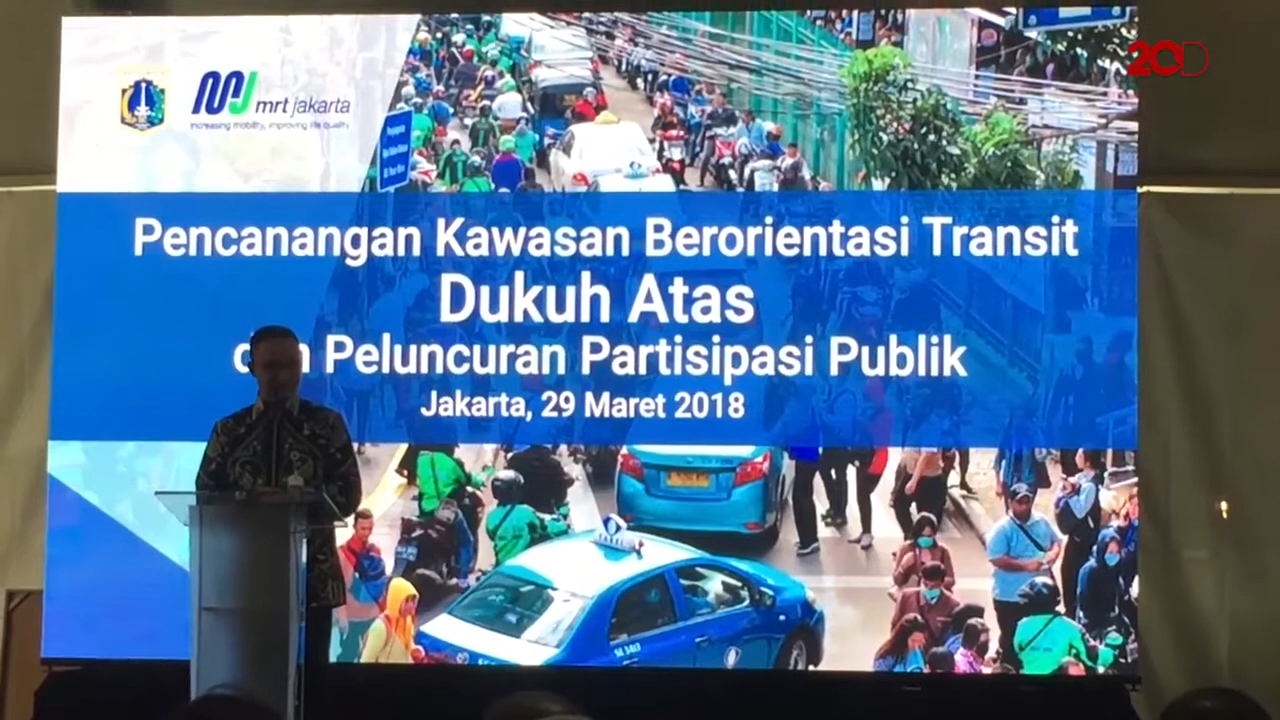 20D
mrt jakarta
increasing mobility, improving life quality
Pencanangan Kawasan Berorientasi Transit
Dukuh Atas
Peluncuran Partisipasi Publik
Jakarta, 29 Maret 2018
TAXI